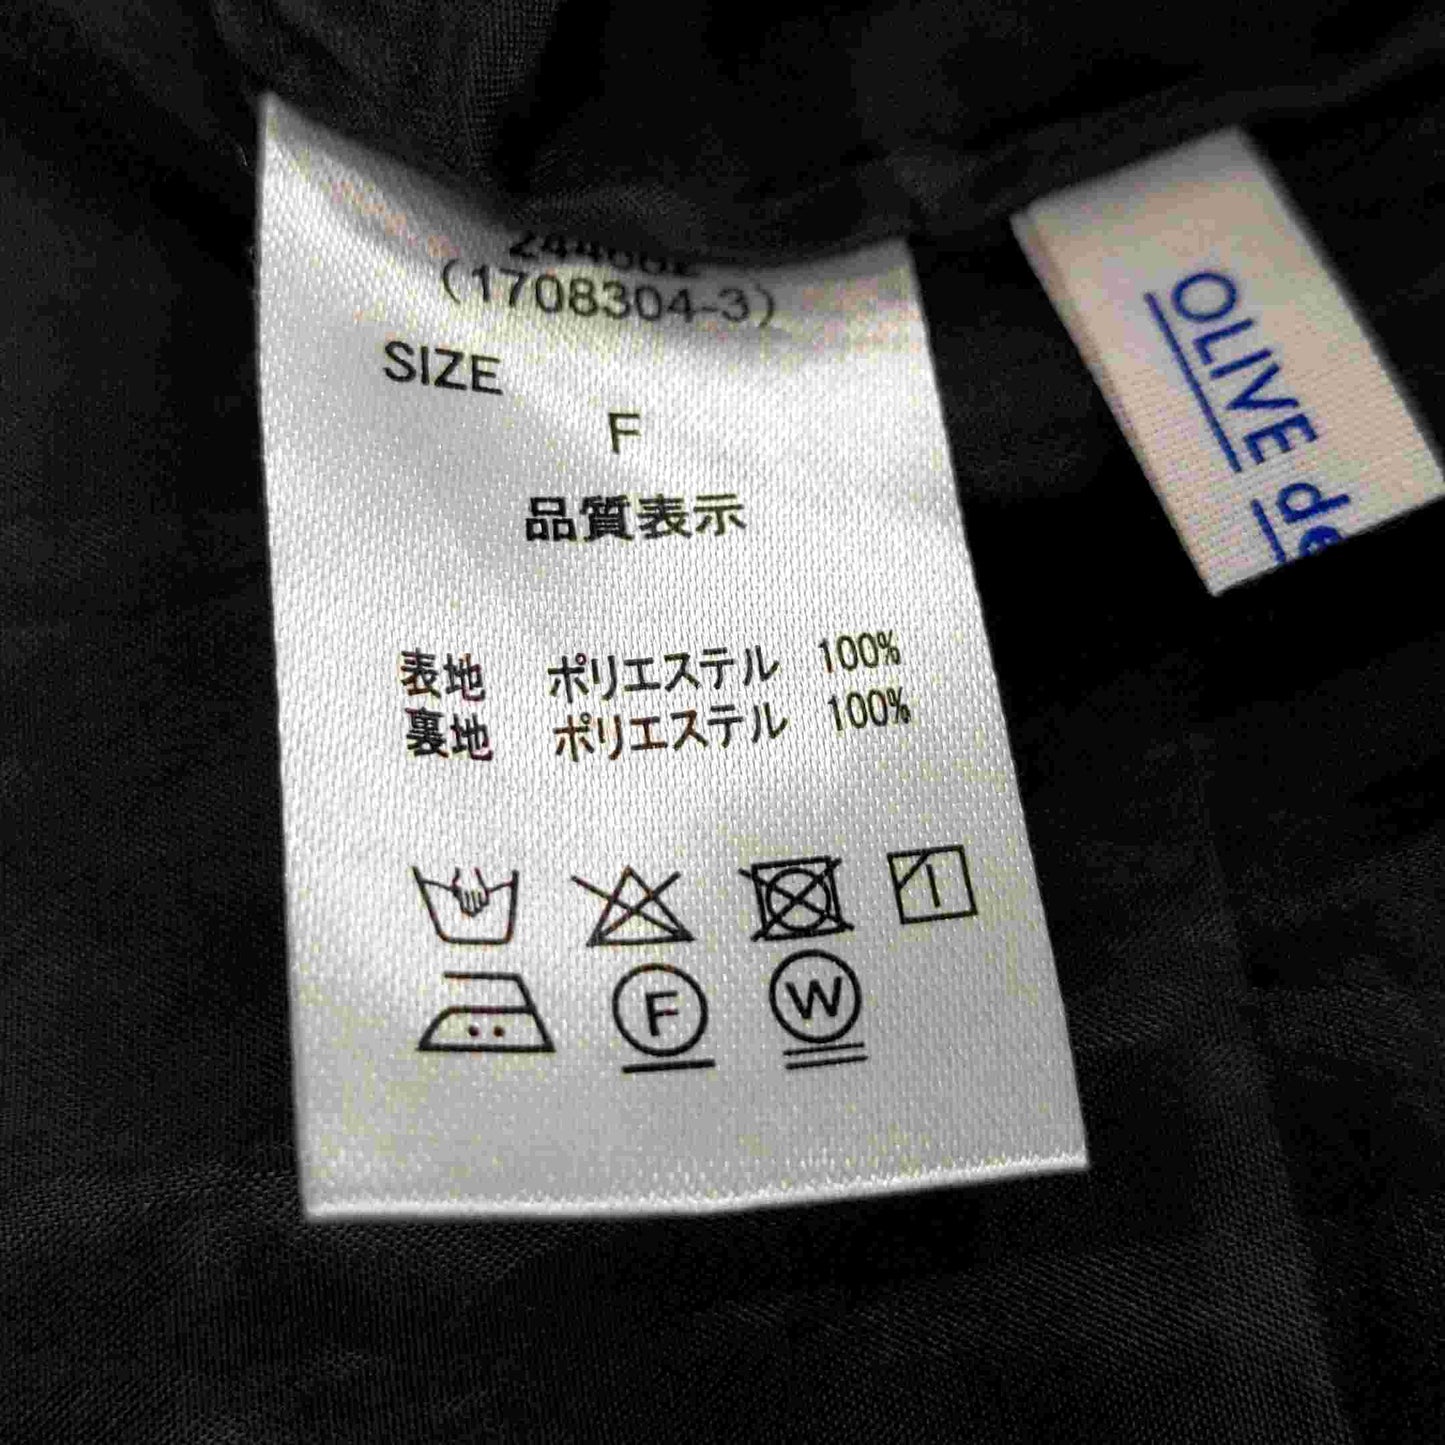 (1708304-3)
SIZE
F
品質表示
表地 ポリエステル 100%
裏地 ポリエステル 100%
F
W
OLIVE
de